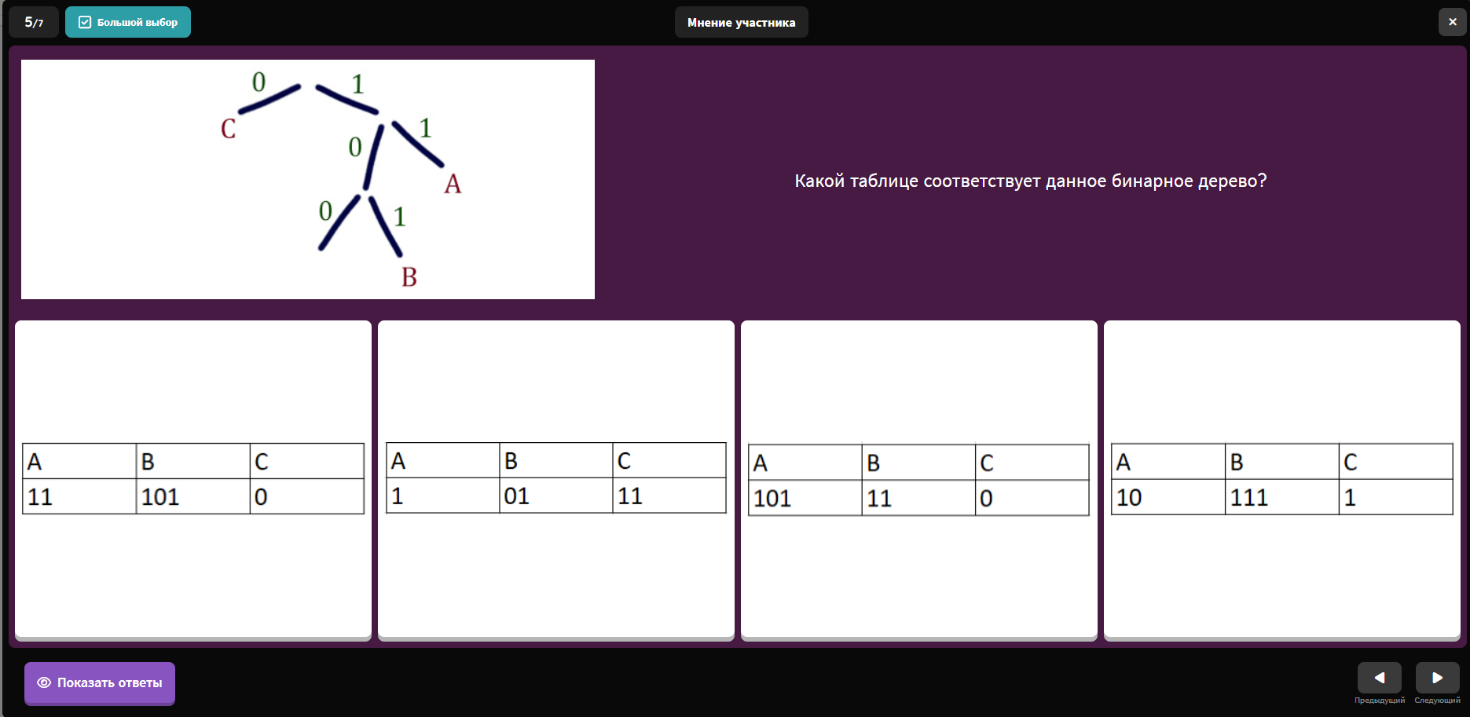 5/7
Большой выбор
Мнение участника
0
1
C
0
1
A
0
1
B
Какой таблице соответствует данное бинарное дерево?
A B C
11 101 0
A B C
1 01 11
A B C
101 11 0
A B C
10 111 1
Показать ответы
Предыдущий
Следующий